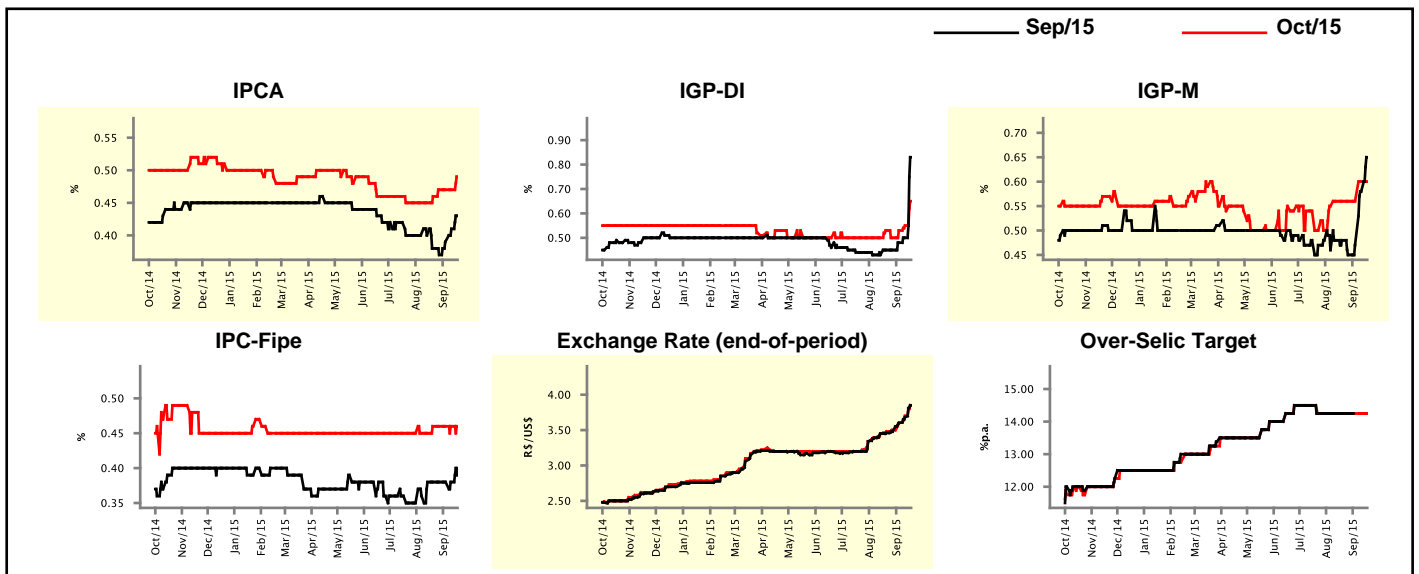 Sep/15 Oct/15
IPCA
%
0.55
0.50
0.45
0.40
Oct/14 Nov/14 Dec/14 Jan/15 Feb/15 Mar/15 Apr/15 May/15 Jun/15 Jul/15 Aug/15 Sep/15
IGP-DI
%
0.90
0.80
0.70
0.60
0.50
Oct/14 Nov/14 Dec/14 Jan/15 Feb/15 Mar/15 Apr/15 May/15 Jun/15 Jul/15 Aug/15 Sep/15
IGP-M
%
0.70
0.65
0.60
0.55
0.50
0.45
Oct/14 Nov/14 Dec/14 Jan/15 Feb/15 Mar/15 Apr/15 May/15 Jun/15 Jul/15 Aug/15 Sep/15
IPC-Fipe
%
0.50
0.45
0.40
0.35
Oct/14 Nov/14 Dec/14 Jan/15 Feb/15 Mar/15 Apr/15 May/15 Jun/15 Jul/15 Aug/15 Sep/15
Exchange Rate (end-of-period)
R$/US$
4.00
3.50
3.00
2.50
Oct/14 Nov/14 Dec/14 Jan/15 Feb/15 Mar/15 Apr/15 May/15 Jun/15 Jul/15 Aug/15 Sep/15
Over-Selic Target
%p.a.
15.00
14.00
13.00
12.00
Oct/14 Nov/14 Dec/14 Jan/15 Feb/15 Mar/15 Apr/15 May/15 Jun/15 Jul/15 Aug/15 Sep/15